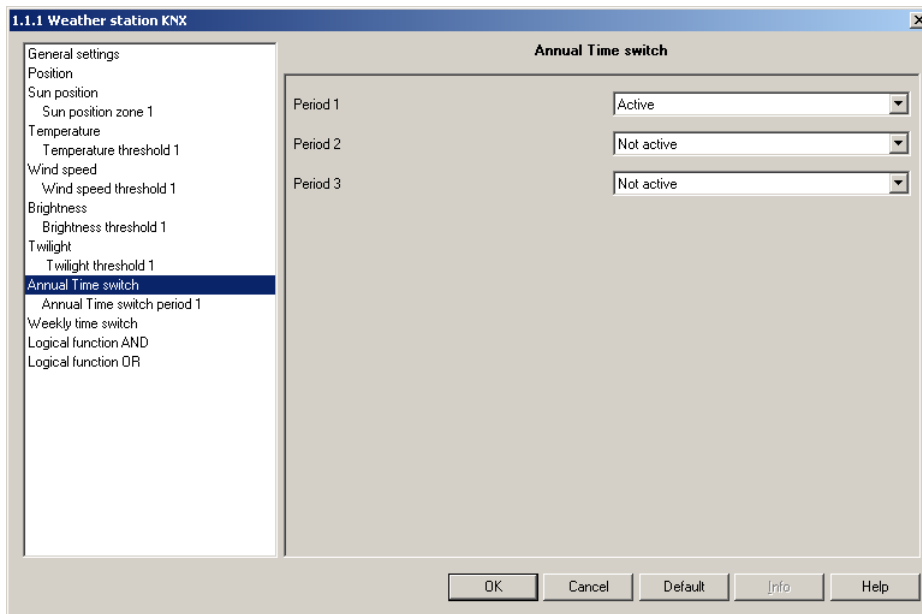 1.1.1 Weather station KNX
General settings
Position
Sun position
Sun position zone 1
Temperature
Temperature threshold 1
Wind speed
Wind speed threshold 1
Brightness
Brightness threshold 1
Twilight
Twilight threshold 1
Annual Time switch
Annual Time switch period 1
Weekly time switch
Logical function AND
Logical function OR
Annual Time switch
Period 1 Active
Period 2 Not active
Period 3 Not active
OK Cancel Default Info Help